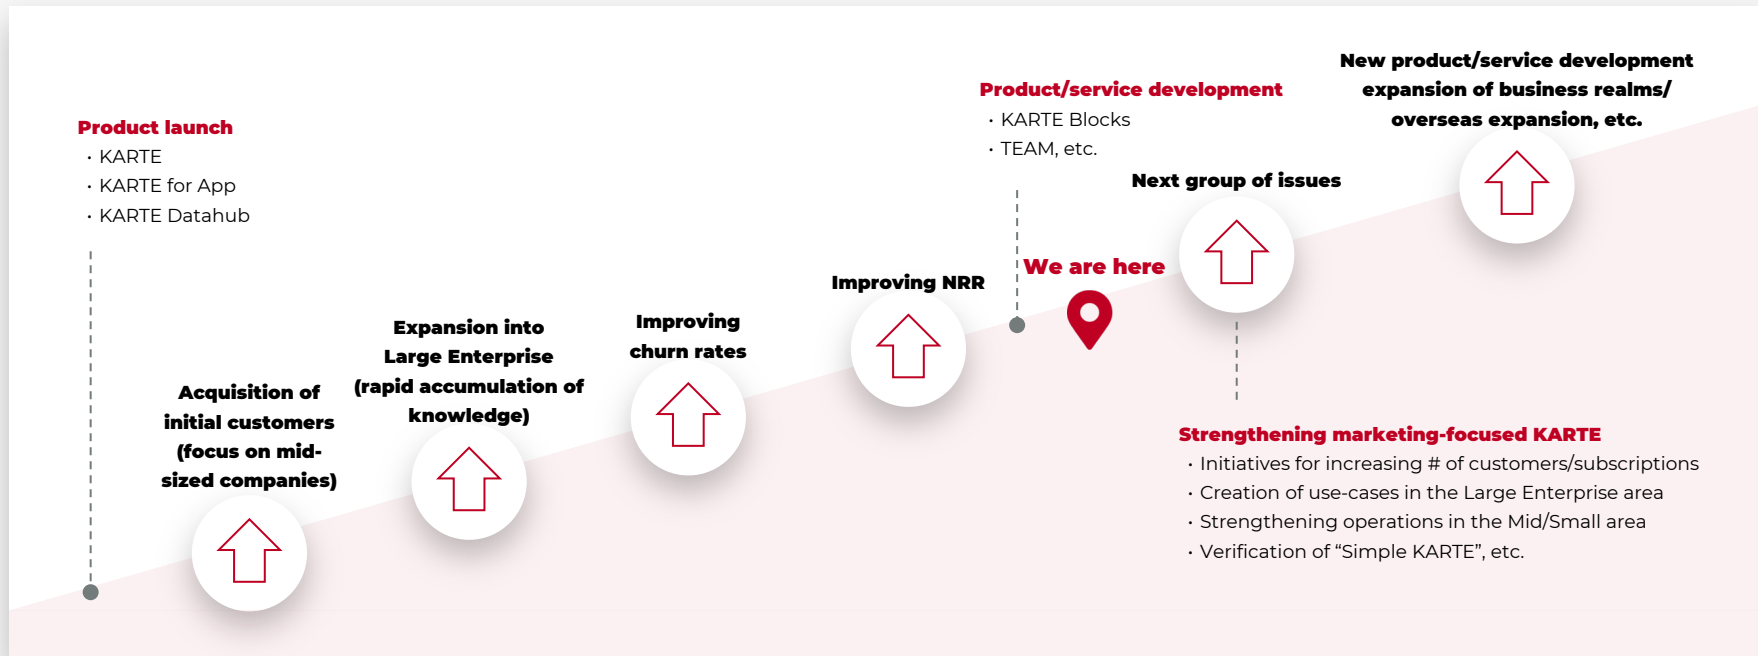 Product launch
・KARTE
・KARTE for App
・KARTE Datahub
Acquisition of
initial customers
(focus on mid-
sized companies)
Expansion into
Large Enterprise
(rapid accumulation of
knowledge)
Improving
churn rates
Improving NRR
Product/service development
・KARTE Blocks
・TEAM, etc.
We are here
Next group of issues
Strengthening marketing-focused KARTE
・Initiatives for increasing # of customers/subscriptions
・Creation of use-cases in the Large Enterprise area
・Strengthening operations in the Mid/Small area
・Verification of “Simple KARTE”, etc.
New product/service development
expansion of business realms/
overseas expansion, etc.